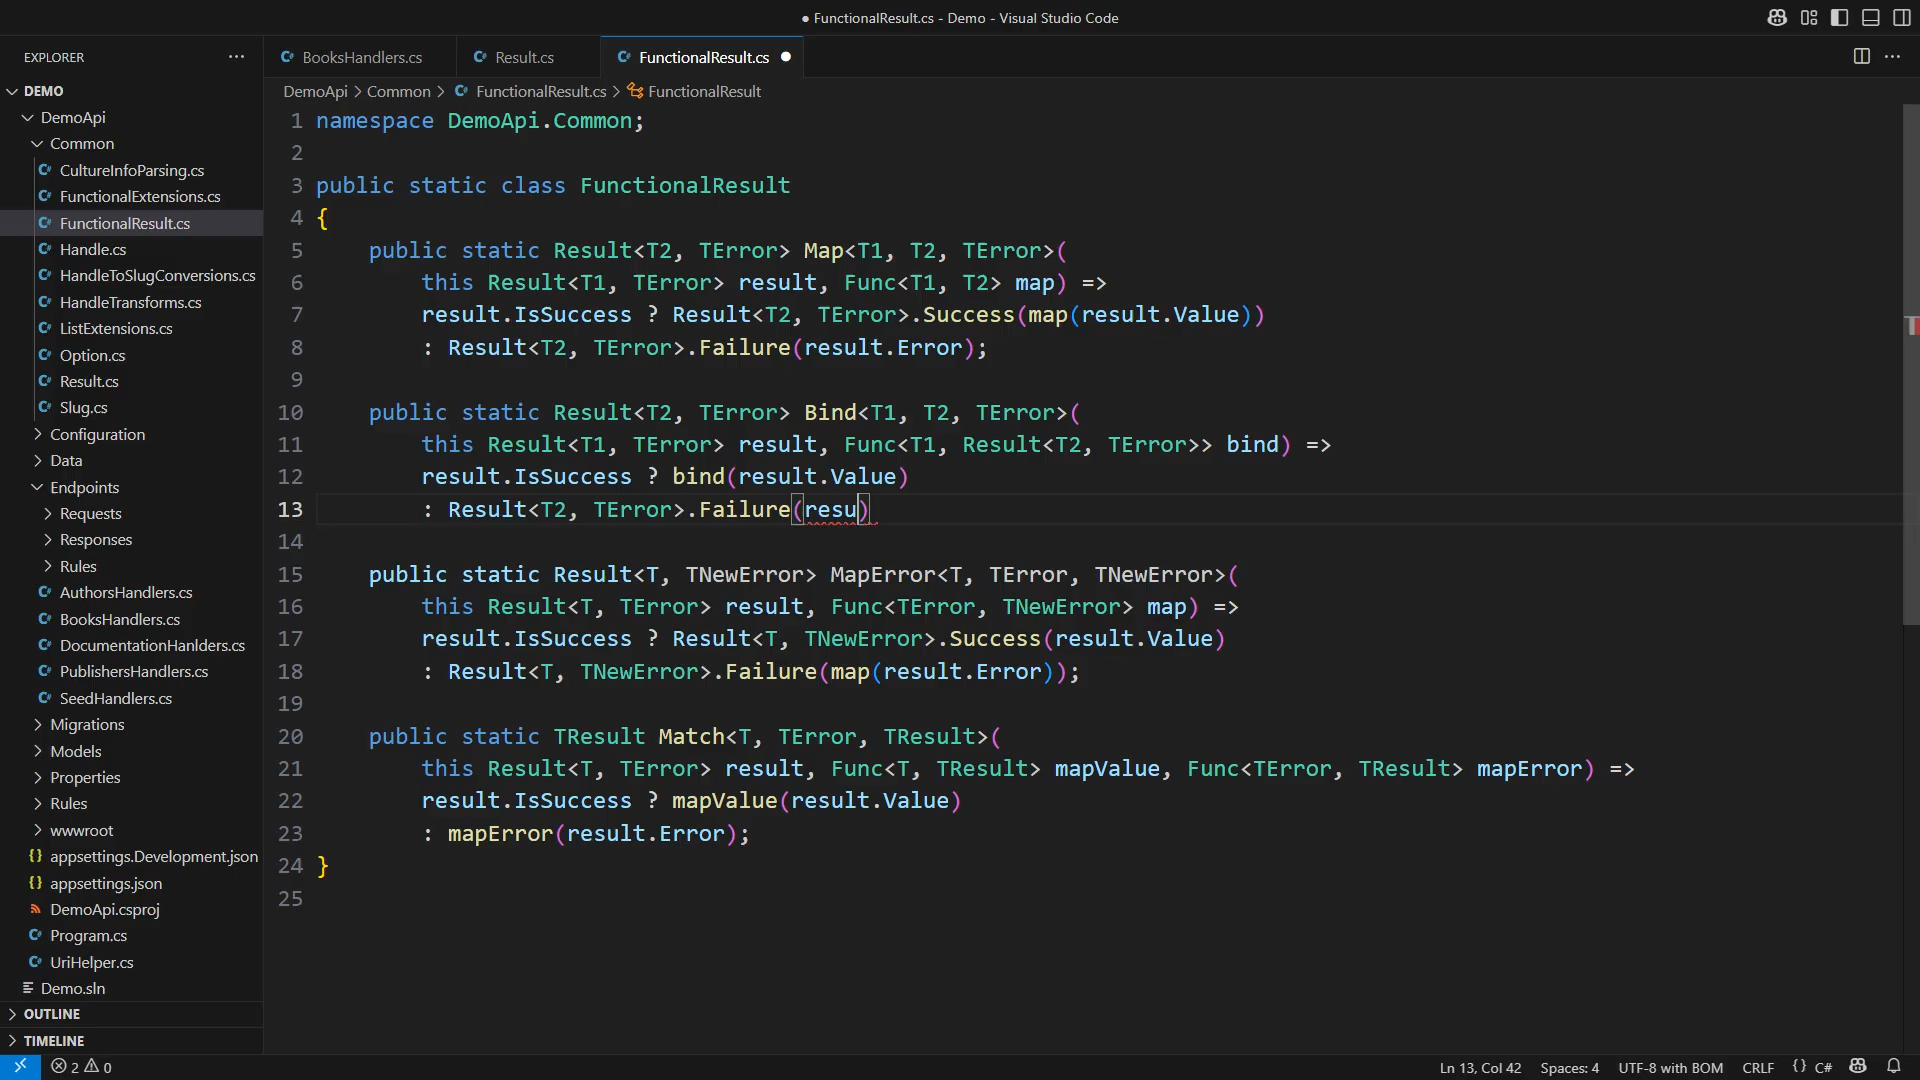 ● FunctionalResult.cs - Demo - Visual Studio Code
EXPLORER
DEMO
DemoApi
Common
CultureInfoParsing.cs
FunctionalExtensions.cs
FunctionalResult.cs
Handle.cs
HandleToSlugConversions.cs
HandleTransforms.cs
ListExtensions.cs
Option.cs
Result.cs
Slug.cs
Configuration
Data
Endpoints
Requests
Responses
Rules
AuthorsHandlers.cs
BooksHandlers.cs
DocumentationHanlders.cs
PublishersHandlers.cs
SeedHandlers.cs
Migrations
Models
Properties
Rules
wwwroot
appsettings.Development.json
appsettings.json
DemoApi.csproj
Program.cs
UriHelper.cs
Demo.sln
OUTLINE
TIMELINE
BooksHandlers.cs Result.cs FunctionalResult.cs
DemoApi > Common > FunctionalResult.cs > FunctionalResult
1 namespace DemoApi.Common;
2
3 public static class FunctionalResult
4 {
5 public static Result<T2, TError> Map<T1, T2, TError>(
6 this Result<T1, TError> result, Func<T1, T2> map) =>
7 result.IsSuccess ? Result<T2, TError>.Success(map(result.Value))
8 : Result<T2, TError>.Failure(result.Error);
9
10 public static Result<T2, TError> Bind<T1, T2, TError>(
11 this Result<T1, TError> result, Func<T1, Result<T2, TError>> bind) =>
12 result.IsSuccess ? bind(result.Value)
13 : Result<T2, TError>.Failure(resu)
14
15 public static Result<T, TNewError> MapError<T, TError, TNewError>(
16 this Result<T, TError> result, Func<TError, TNewError> map) =>
17 result.IsSuccess ? Result<T, TNewError>.Success(result.Value)
18 : Result<T, TNewError>.Failure(map(result.Error));
19
20 public static TResult Match<T, TError, TResult>(
21 this Result<T, TError> result, Func<T, TResult> mapValue, Func<TError, TResult> mapError) =>
22 result.IsSuccess ? mapValue(result.Value)
23 : mapError(result.Error);
24 }
25
2 0 Ln 13, Col 42 Spaces: 4 UTF-8 with BOM CRLF {} C#